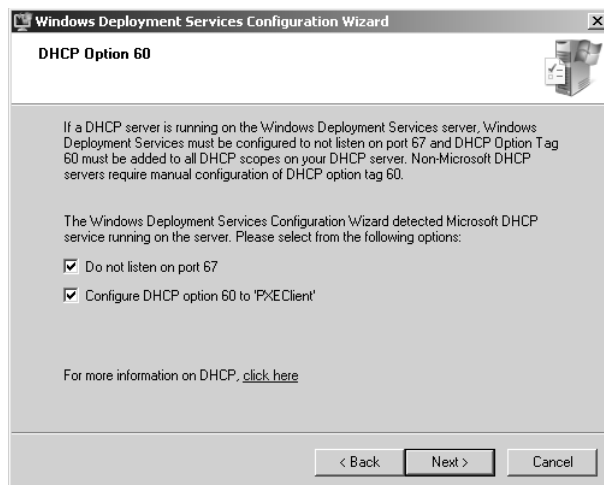 Windows Deployment Services Configuration Wizard
DHCP Option 60
If a DHCP server is running on the Windows Deployment Services server, Windows
Deployment Services must be configured to not listen on port 67 and DHCP Option Tag
60 must be added to all DHCP scopes on your DHCP server. Non-Microsoft DHCP
servers require manual configuration of DHCP option tag 60.
The Windows Deployment Services Configuration Wizard detected Microsoft DHCP
service running on the server. Please select from the following options:
Do not listen on port 67
Configure DHCP option 60 to 'PXEClient'
For more information on DHCP, click here
< Back Next > Cancel